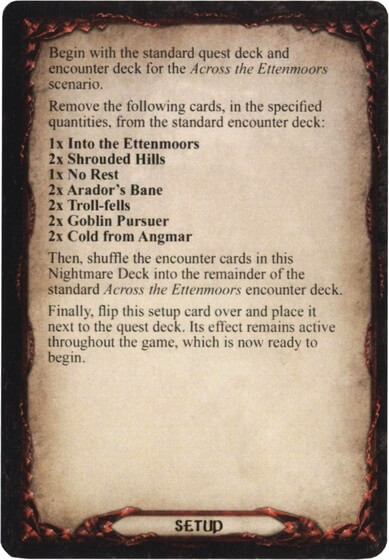 Begin with the standard quest deck and
encounter deck for the Across the Ettenmoors
scenario.
Remove the following cards, in the specified
quantities, from the standard encounter deck:
1x Into the Ettenmoors
2x Shrouded Hills
1x No Rest
2x Arador's Bane
2x Troll-fells
2x Goblin Pursuer
2x Cold from Angmar
Then, shuffle the encounter cards in this
Nightmare Deck into the remainder of the
standard Across the Ettenmoors encounter deck.
Finally, flip this setup card over and place it
next to the quest deck. Its effect remains active
throughout the game, which is now ready to
begin.
SETUP